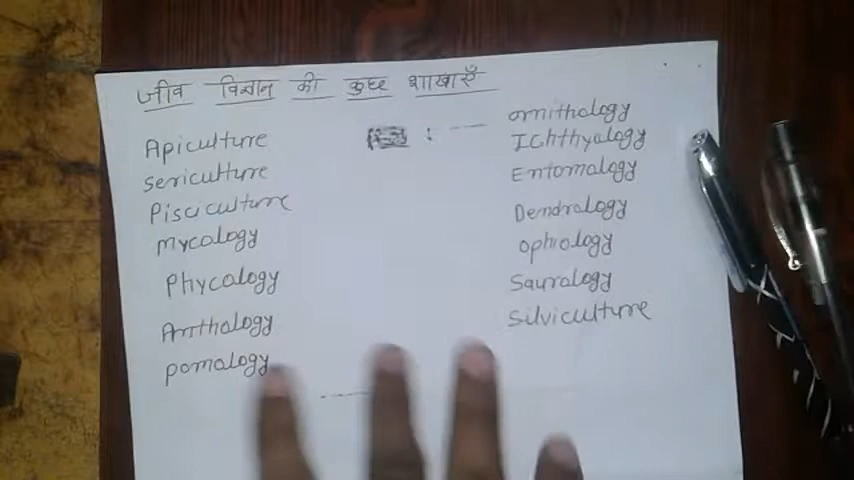 जीव विज्ञान की कुछ शाखाएँ
Apiculture
Sericulture
Pisciculture
Mycology
Phycology
Anthology
Pomology
Ornithology
Ichthyology
Entomology
Dendrology
Ophiology
Saurology
Silviculture